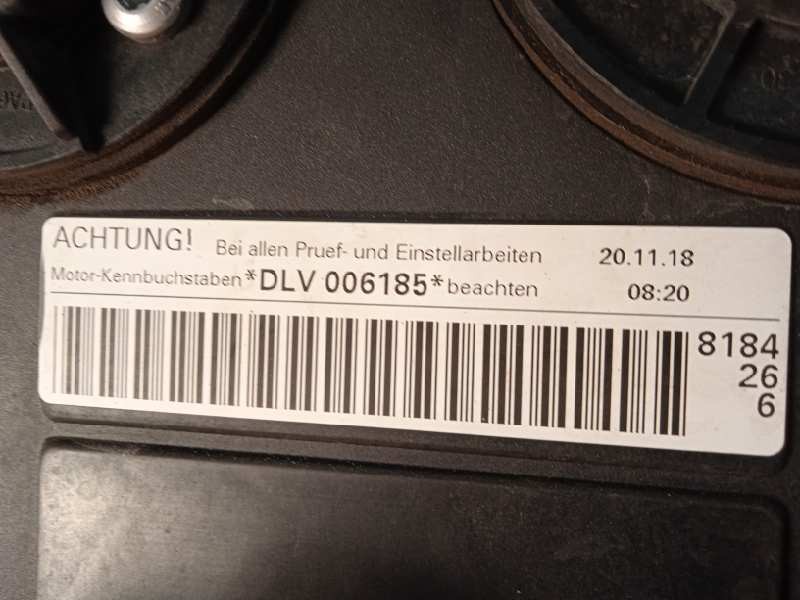 ACHTUNG! Bei allen Pruef- und Einstellarbeiten 20.11.18
Motor-Kennbuchstaben *DLV 006185* beachten 08:20
8184
26
6